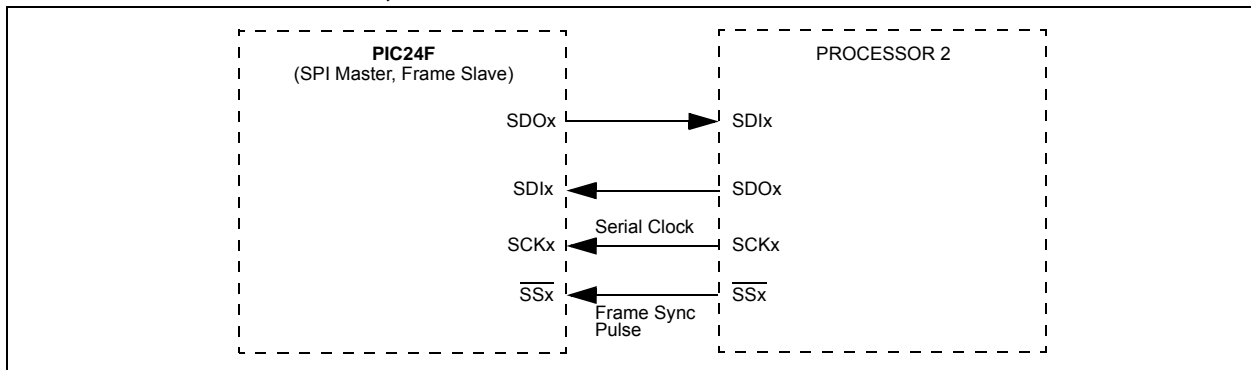 PIC24F
(SPI Master, Frame Slave)
PROCESSOR 2
SDOx
SDIx
SDIx
SDOx
Serial Clock
SCKx
SCKx
SSx
SSx
Frame Sync
Pulse